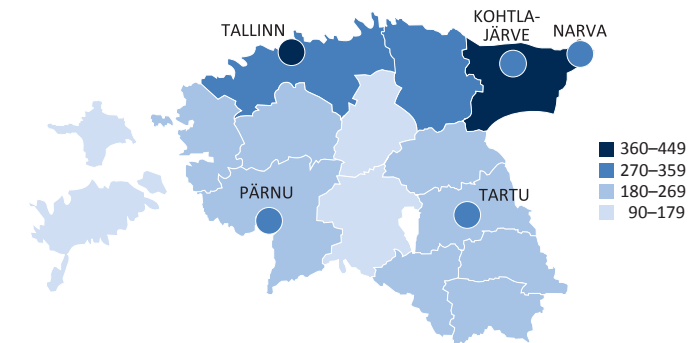 TALLINN
KOHTLA-
JÄRVE
NARVA
360–449
270–359
180–269
90–179
PÄRNU
TARTU